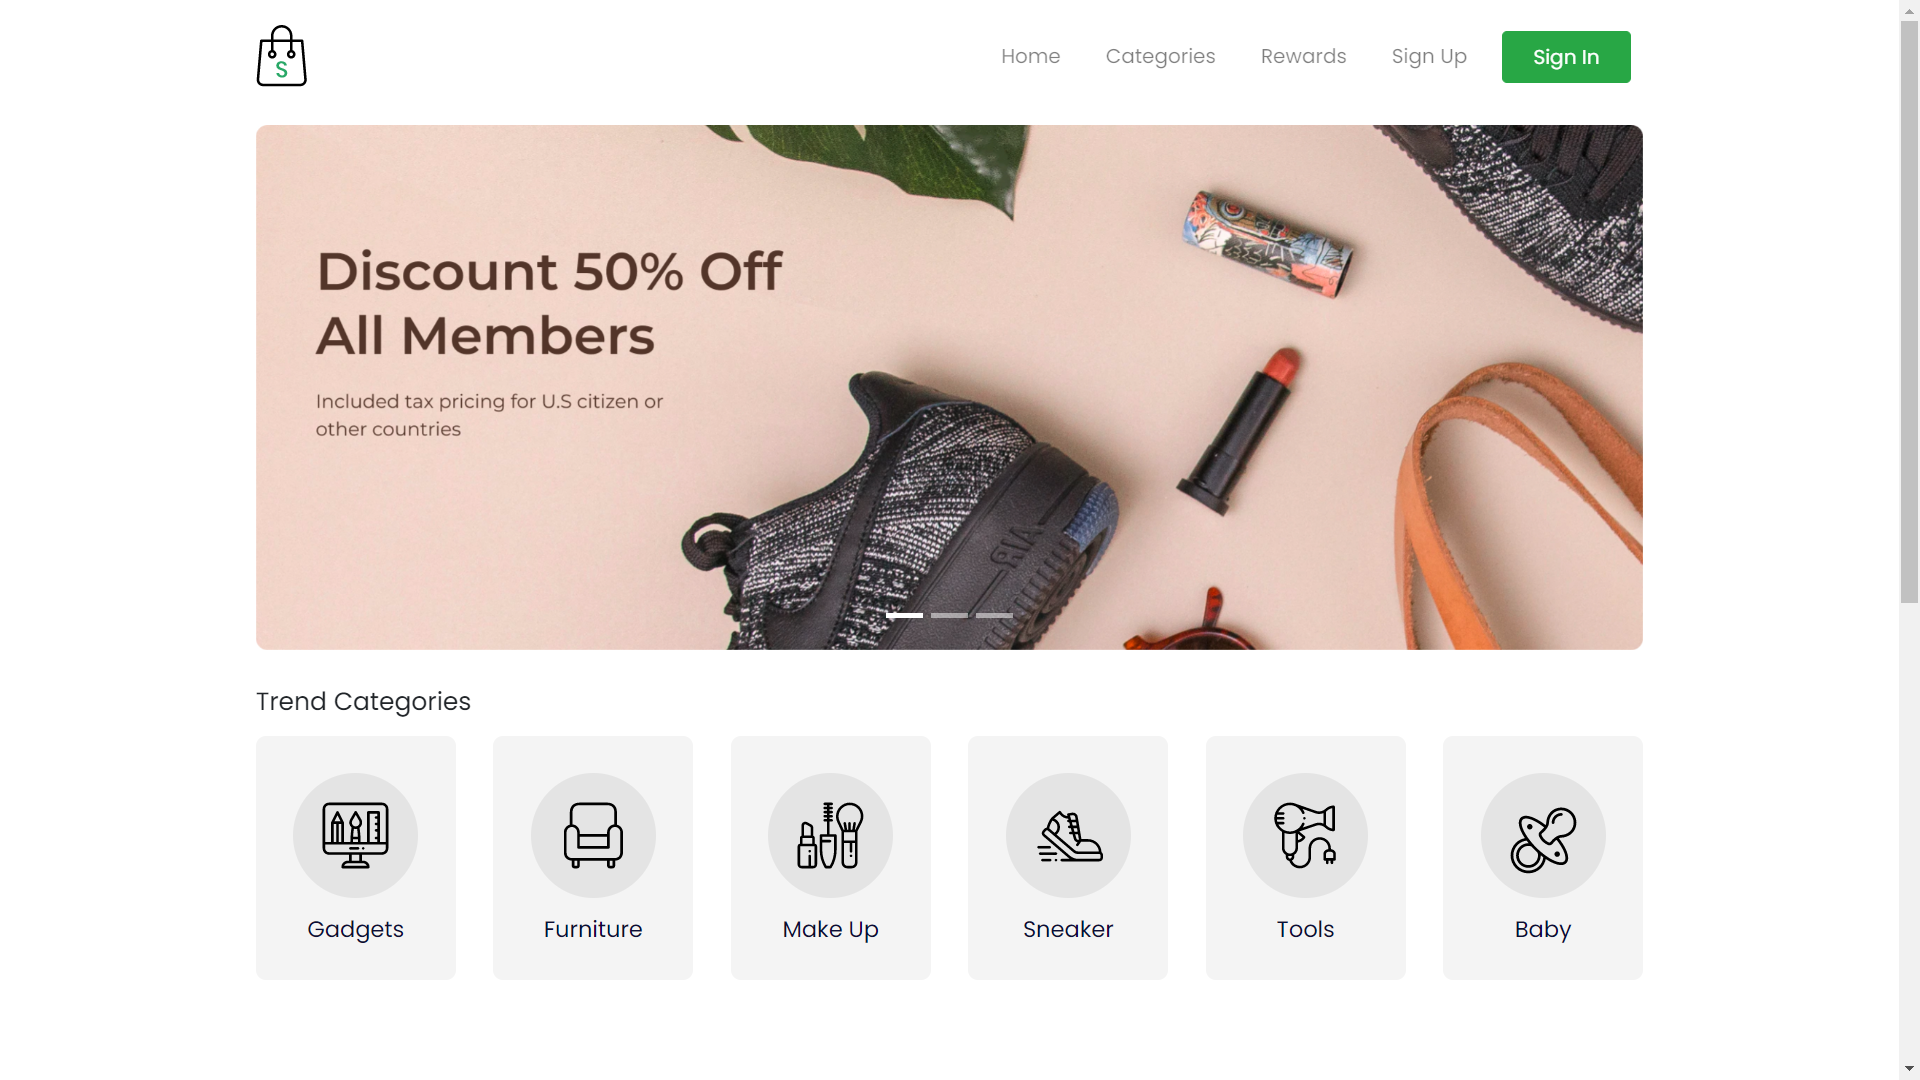 S
Home
Categories
Rewards
Sign Up
Sign In
Discount 50% Off
All Members
Included tax pricing for U.S citizen or
other countries
AIR
Trend Categories
Gadgets
Furniture
Make Up
Sneaker
Tools
Baby